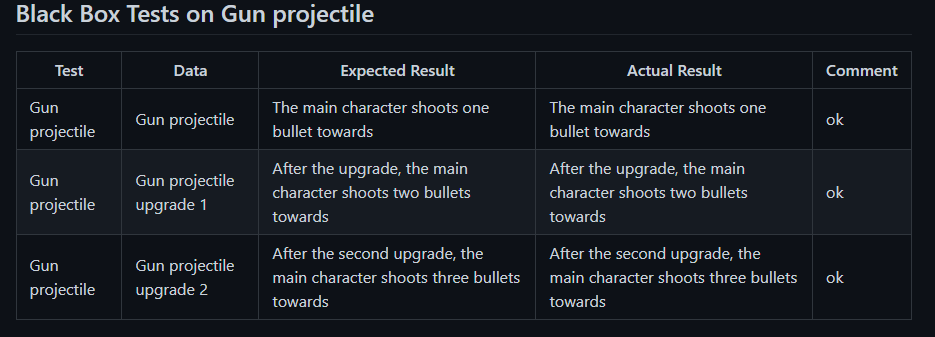 Black Box Tests on Gun projectile
Test Data Expected Result Actual Result Comment
Gun
projectile
Gun projectile
The main character shoots one
bullet towards
The main character shoots one
bullet towards
ok
Gun
projectile
Gun projectile
upgrade 1
After the upgrade, the main
character shoots two bullets
towards
After the upgrade, the main
character shoots two bullets
towards
ok
Gun
projectile
Gun projectile
upgrade 2
After the second upgrade, the
main character shoots three bullets
towards
After the second upgrade, the
main character shoots three bullets
towards
ok